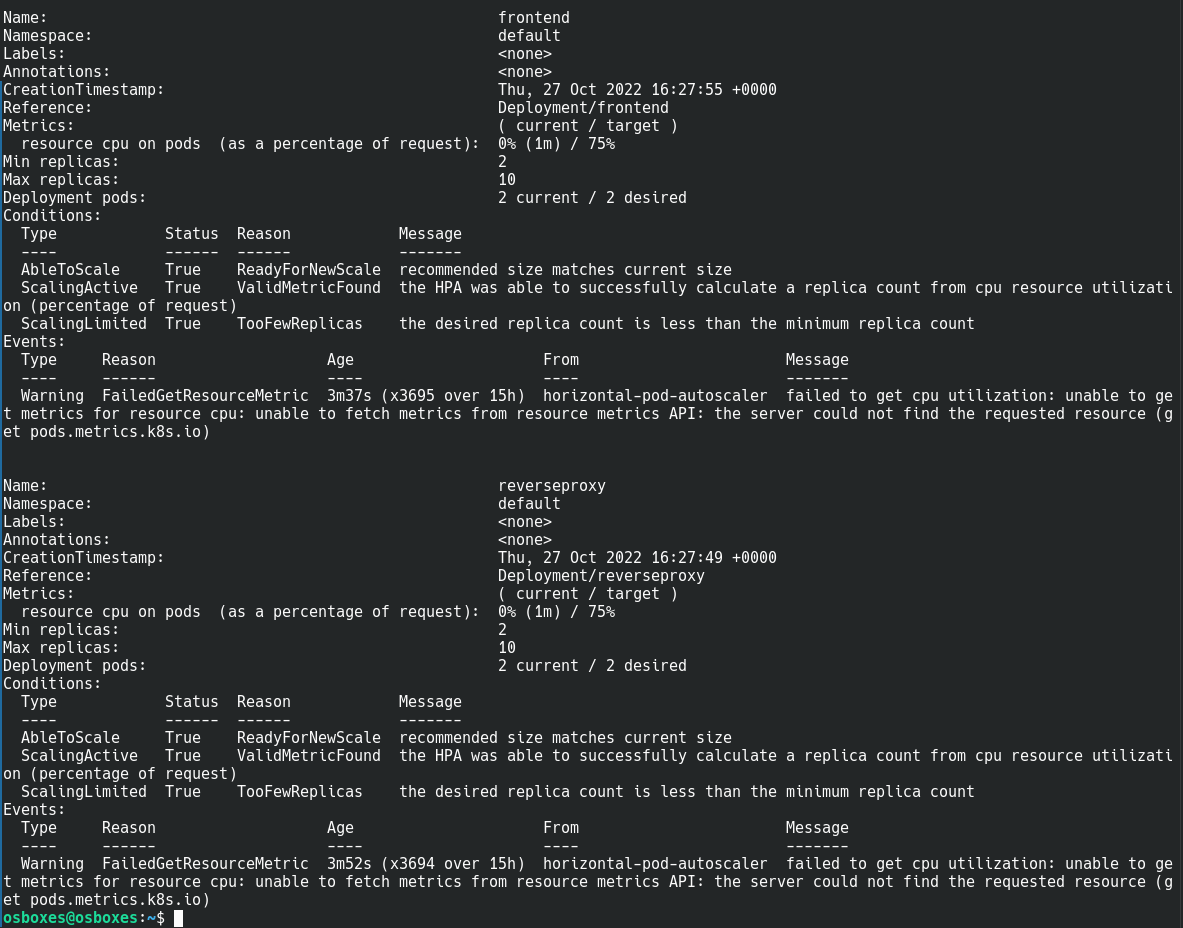 Name:                                                  frontend
Namespace:                                             default
Labels:                                                <none>
Annotations:                                           <none>
CreationTimestamp:                                     Thu, 27 Oct 2022 16:27:55 +0000
Reference:                                             Deployment/frontend
Metrics:                                               ( current / target )
  resource cpu on pods  (as a percentage of request):  0% (1m) / 75%
Min replicas:                                          2
Max replicas:                                          10
Deployment pods:                                       2 current / 2 desired
Conditions:
  Type            Status  Reason            Message
  ----            ------  ------            -------
  AbleToScale     True    ReadyForNewScale  recommended size matches current size
  ScalingActive   True    ValidMetricFound  the HPA was able to successfully calculate a replica count from cpu resource utilizati
on (percentage of request)
  ScalingLimited  True    TooFewReplicas    the desired replica count is less than the minimum replica count
Events:
  Type     Reason                   Age                     From                       Message
  ----     ------                   ----                    ----                       -------
  Warning  FailedGetResourceMetric  3m37s (x3695 over 15h)  horizontal-pod-autoscaler  failed to get cpu utilization: unable to ge
t metrics for resource cpu: unable to fetch metrics from resource metrics API: the server could not find the requested resource (g
et pods.metrics.k8s.io)
Name:                                                  reverseproxy
Namespace:                                             default
Labels:                                                <none>
Annotations:                                           <none>
CreationTimestamp:                                     Thu, 27 Oct 2022 16:27:49 +0000
Reference:                                             Deployment/reverseproxy
Metrics:                                               ( current / target )
  resource cpu on pods  (as a percentage of request):  0% (1m) / 75%
Min replicas:                                          2
Max replicas:                                          10
Deployment pods:                                       2 current / 2 desired
Conditions:
  Type            Status  Reason            Message
  ----            ------  ------            -------
  AbleToScale     True    ReadyForNewScale  recommended size matches current size
  ScalingActive   True    ValidMetricFound  the HPA was able to successfully calculate a replica count from cpu resource utilizati
on (percentage of request)
  ScalingLimited  True    TooFewReplicas    the desired replica count is less than the minimum replica count
Events:
  Type     Reason                   Age                     From                       Message
  ----     ------                   ----                    ----                       -------
  Warning  FailedGetResourceMetric  3m52s (x3694 over 15h)  horizontal-pod-autoscaler  failed to get cpu utilization: unable to ge
t metrics for resource cpu: unable to fetch metrics from resource metrics API: the server could not find the requested resource (g
et pods.metrics.k8s.io)
osboxes@osboxes:~$